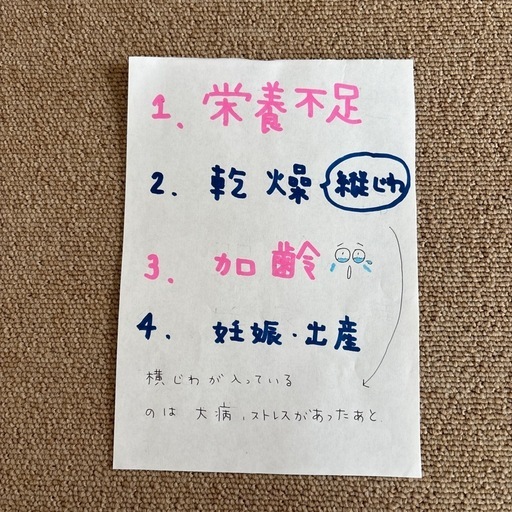 1. 栄養不足
2. 乾燥 縦じわ
3. 加齢
4. 妊娠・出産
横じわが入っている
のは 大病、ストレスがあったあと